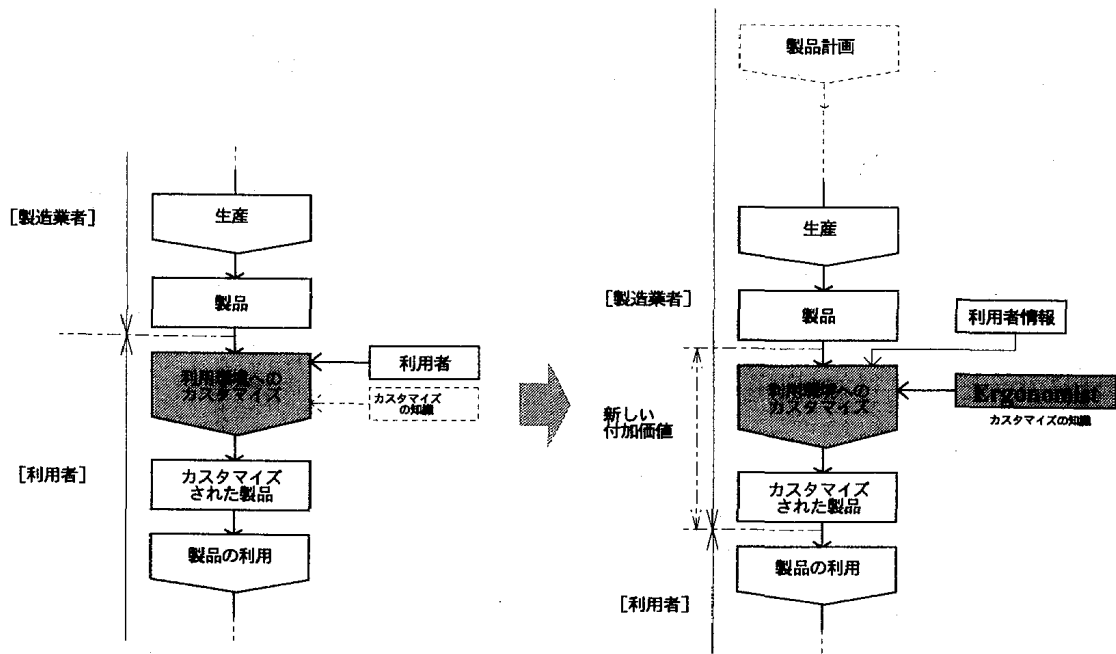 [製造業者]
生産
製品
利用環境への
カスタマイズ
利用者
カスタマイズ
の知識
[利用者]
カスタマイズ
された製品
製品の利用
製品計画
生産
[製造業者]
製品
利用者情報
利用環境への
カスタマイズ
Ergonomist
カスタマイズの知識
新しい
付加価値
カスタマイズ
された製品
製品の利用
[利用者]